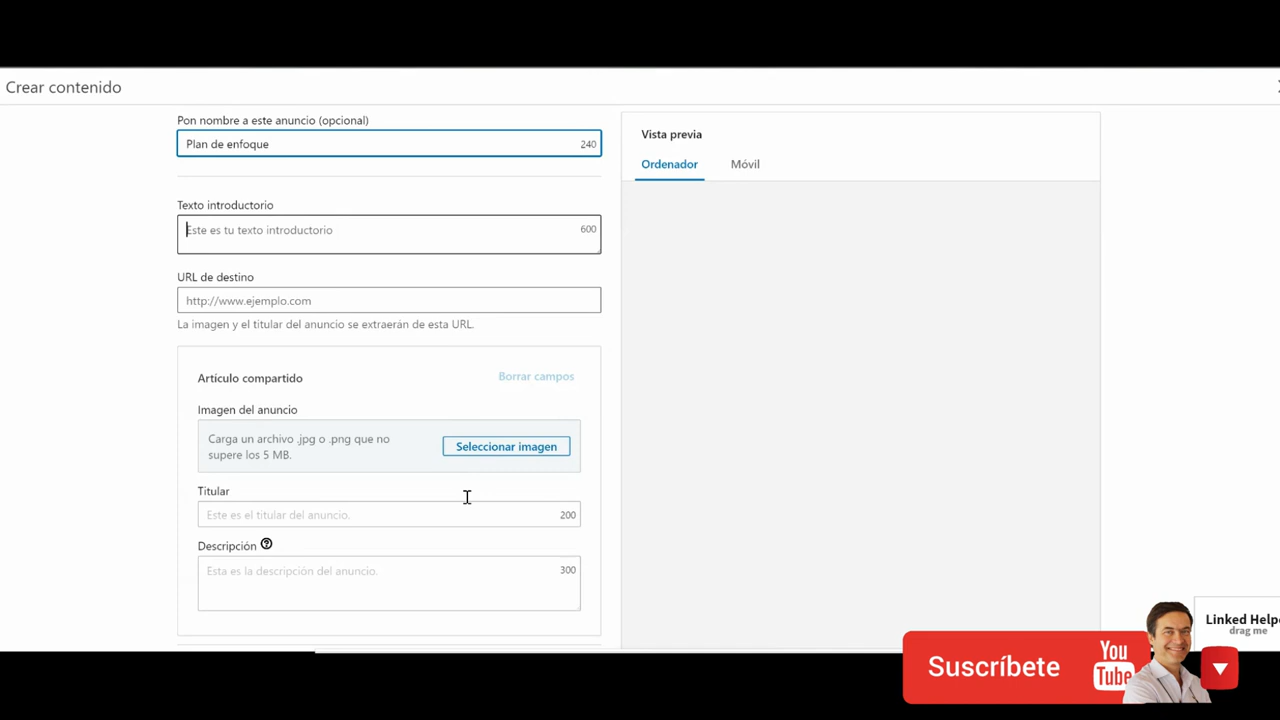 Crear contenido
Pon nombre a este anuncio (opcional)
Plan de enfoque 240
Texto introductorio
Este es tu texto introductorio 600
URL de destino
http://www.ejemplo.com
La imagen y el titular del anuncio se extraerán de esta URL.
Artículo compartido Borrar campos
Imagen del anuncio
Carga un archivo .jpg o .png que no
supere los 5 MB.
Seleccionar imagen
Titular
Este es el titular del anuncio. 200
Descripción
Esta es la descripción del anuncio. 300
Vista previa
Ordenador Móvil
Linked Helpe
drag me
Suscríbete
You
Tube